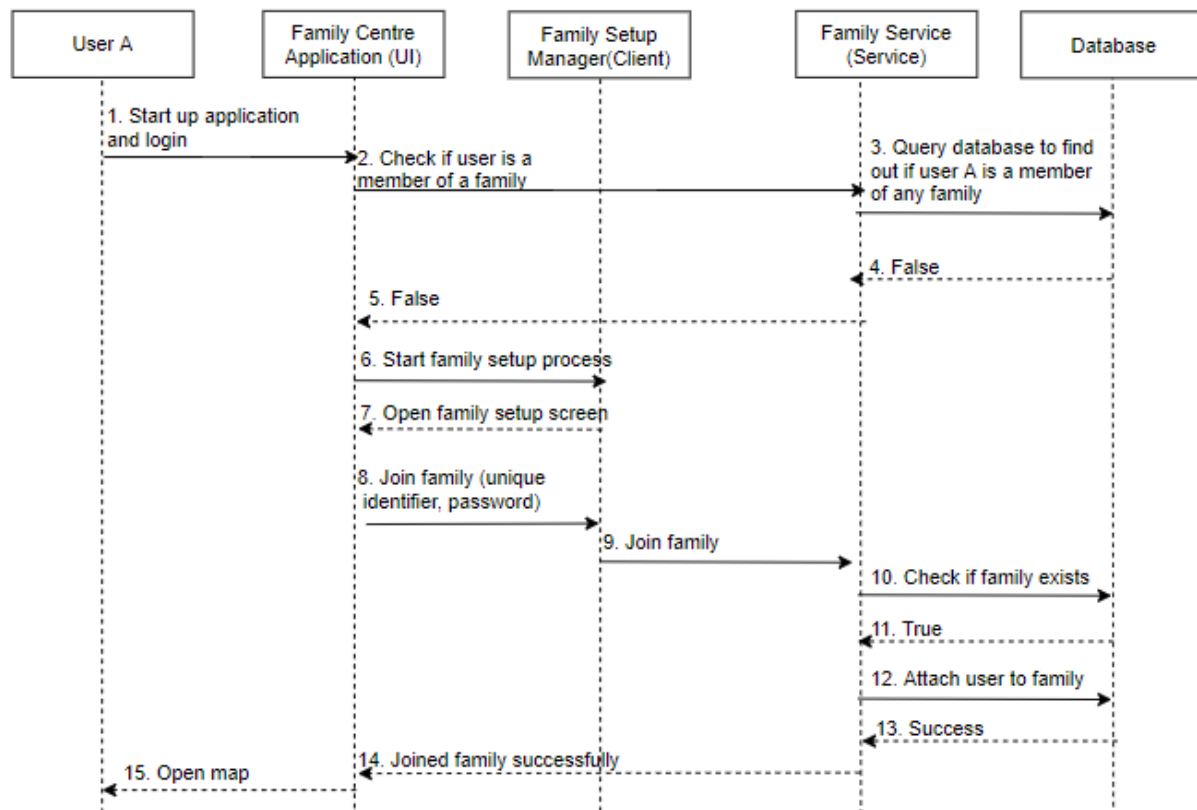 User A
Family Centre
Application (UI)
Family Setup
Manager(Client)
Family Service
(Service)
Database
1. Start up application
and login
2. Check if user is a
member of a family
3. Query database to find
out if user A is a member
of any family
4. False
5. False
6. Start family setup process
7. Open family setup screen
8. Join family (unique
identifier, password)
9. Join family
10. Check if family exists
11. True
12. Attach user to family
13. Success
14. Joined family successfully
15. Open map